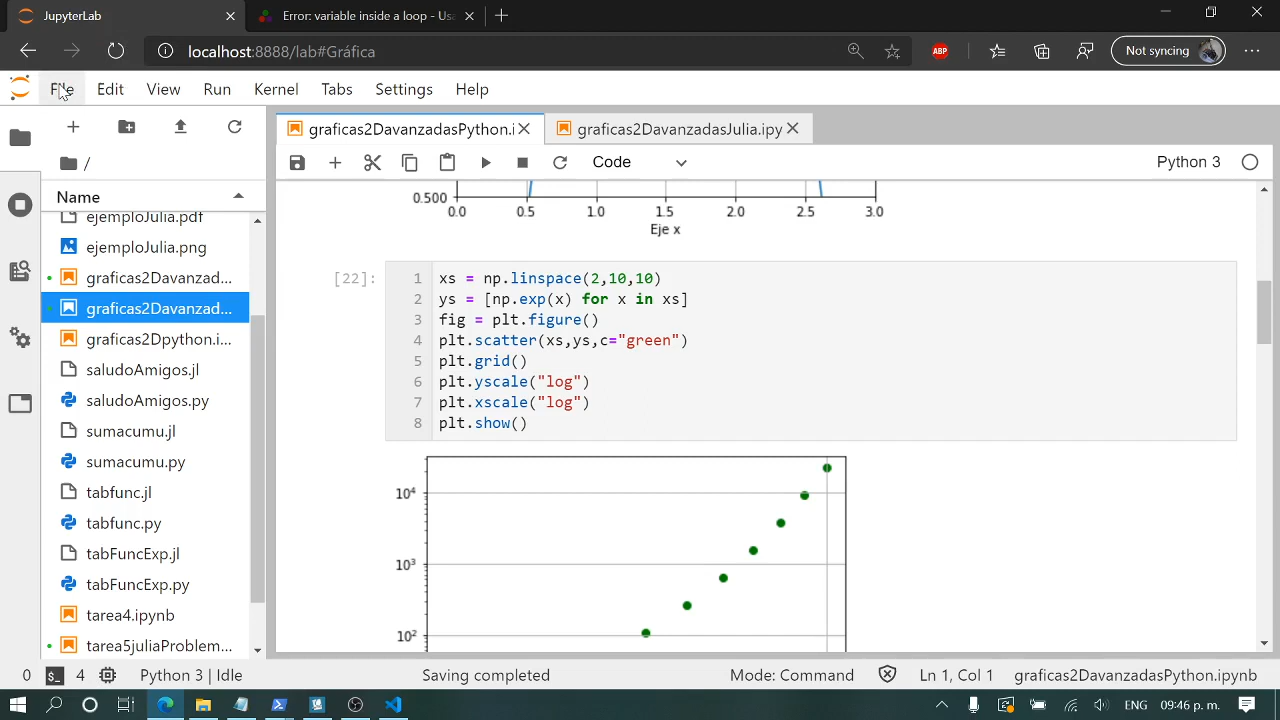 JupyterLab
Error: variable inside a loop - Us
localhost:8888/lab#Gráfica
ABP
Not syncing
File Edit View Run Kernel Tabs Settings Help
graficas2DavanzadasPython.i
graficas2DavanzadasJulia.ipy
/
Code
Python 3
Name
ejemploJulia.pdf
ejemploJulia.png
graficas2Davanzad...
graficas2Davanzad...
graficas2Dpython.i...
saludoAmigos.jl
saludoAmigos.py
sumacumu.jl
sumacumu.py
tabfunc.jl
tabfunc.py
tabFuncExp.jl
tabFuncExp.py
tarea4.ipynb
tarea5juliaProblem...
0.500
0.0 0.5 1.0 1.5 2.0 2.5 3.0
Eje x
[22]:
1 xs = np.linspace(2,10,10)
2 ys = [np.exp(x) for x in xs]
3 fig = plt.figure()
4 plt.scatter(xs,ys,c="green")
5 plt.grid()
6 plt.yscale("log")
7 plt.xscale("log")
8 plt.show()
10⁴
10³
10²
0 $_ 4 Python 3 | Idle Saving completed Mode: Command Ln 1, Col 1 graficas2DavanzadasPython.ipynb
ENG 09:46 p. m.